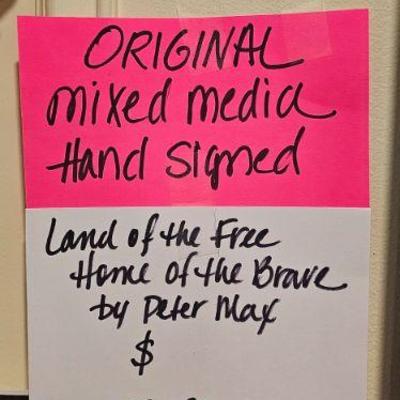 ORIGINAL
mixed media
Hand Signed
Land of the Free
Home of the Brave
by Peter Max
$